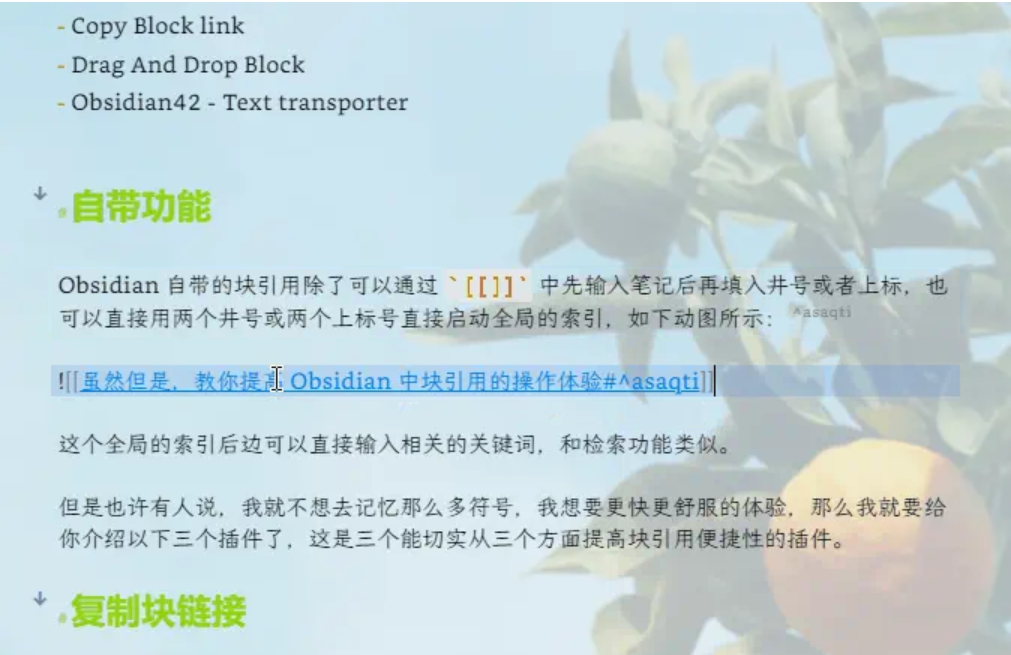 - Copy Block link
- Drag And Drop Block
- Obsidian42 - Text transporter
# 自带功能
Obsidian 自带的块引用除了可以通过 `[[]]` 中先输入笔记后再填入井号或者上标，也
可以直接用两个井号或两个上标号直接启动全局的索引，如下动图所示： ^asaqti
![[虽然但是，教你提高 Obsidian 中块引用的操作体验#^asaqti]]
这个全局的索引后边可以直接输入相关的关键词，和检索功能类似。
但是也许有人说，我就不想去记忆那么多符号，我想要更快更舒服的体验，那么我就要给
你介绍以下三个插件了，这是三个能切实从三个方面提高块引用便捷性的插件。
# 复制块链接